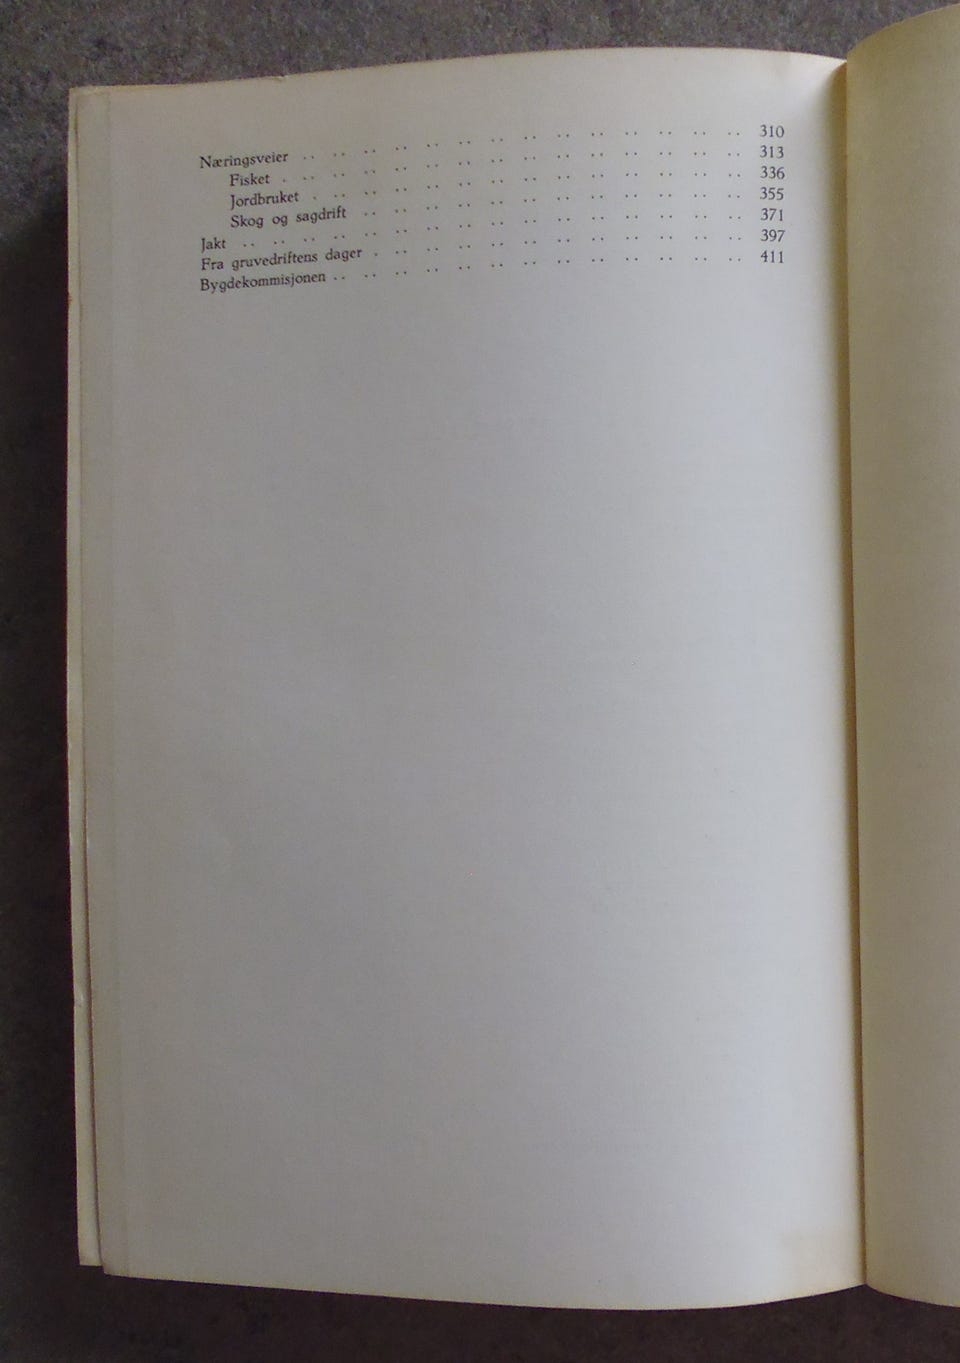 Næringsveier .. .. .. .. .. .. .. .. .. .. .. .. .. .. 310
Fisket . .. .. .. .. .. .. .. .. .. .. .. .. .. .. 313
Jordbruket . .. .. .. .. .. .. .. .. .. .. .. .. .. 336
Skog og sagdrift .. .. .. .. .. .. .. .. .. .. .. .. 355
Jakt .. .. .. .. .. .. .. .. .. .. .. .. .. .. .. .. 371
Fra gruvedriftens dager . .. .. .. .. .. .. .. .. .. .. .. 397
Bygdekommisjonen .. .. .. .. .. .. .. .. .. .. .. .. .. 411